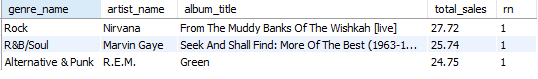 genre_name artist_name album_title total_sales rn
Rock Nirvana From The Muddy Banks Of The Wishkah [live] 27.72 1
R&B/Soul Marvin Gaye Seek And Shall Find: More Of The Best (1963-1... 25.74 1
Alternative & Punk R.E.M. Green 24.75 1